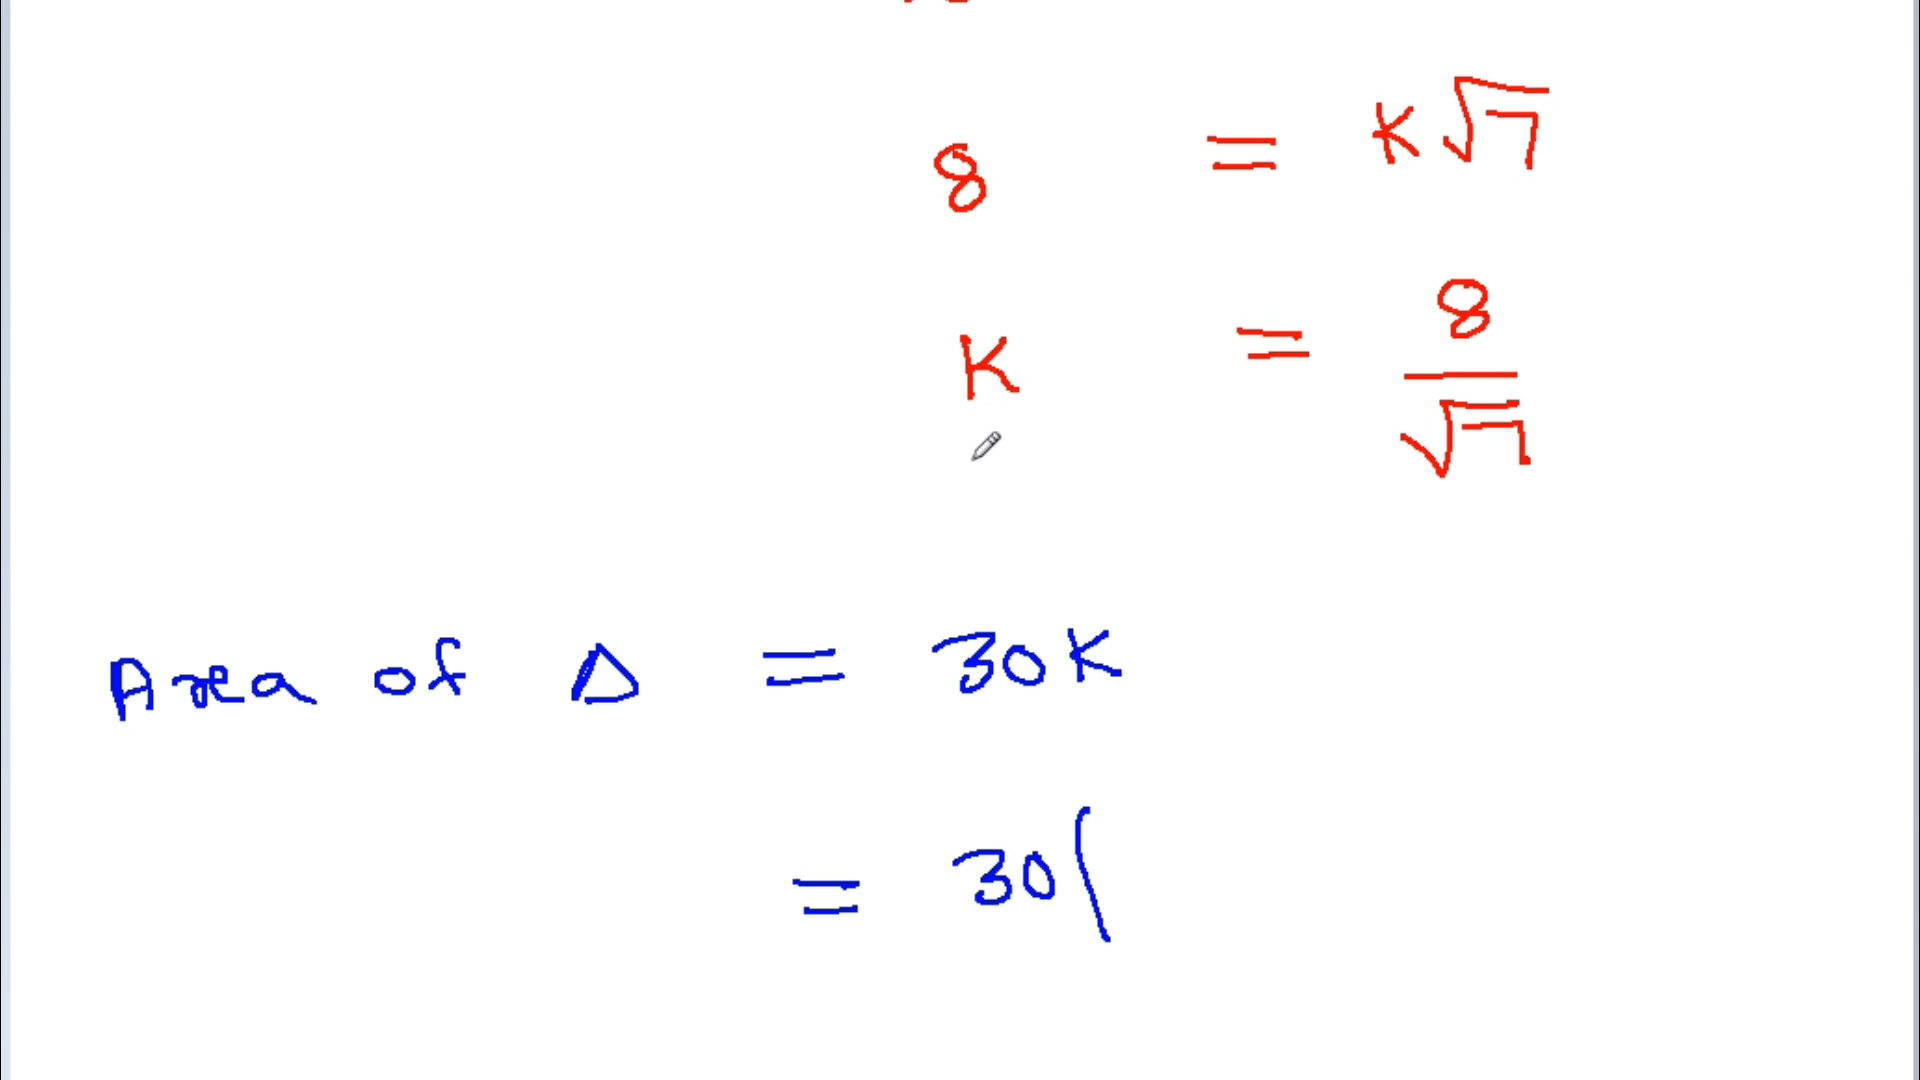 8 = K√7
K = 8/√7
Area of Δ = 30K
= 30(